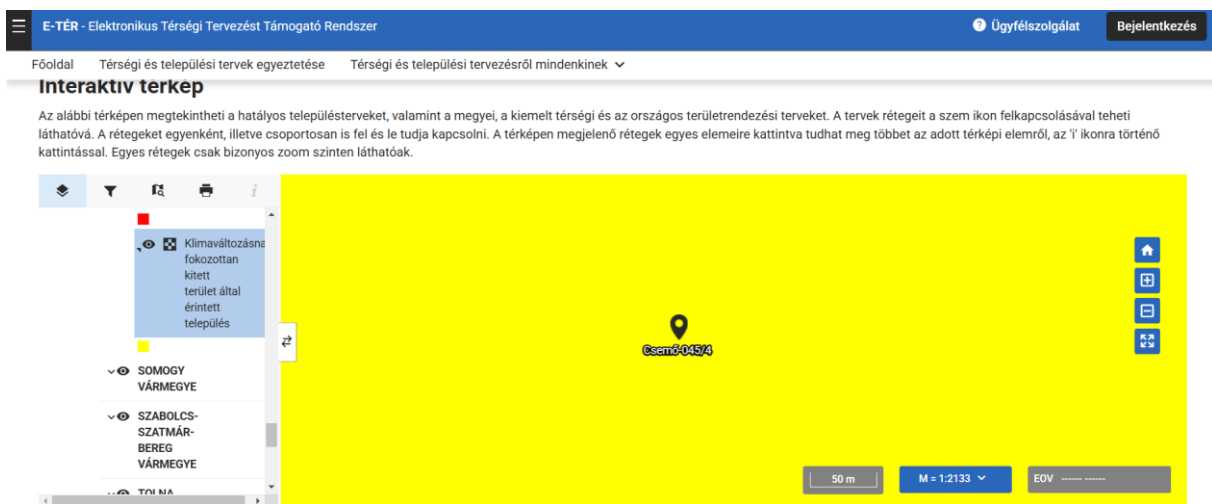 E-TÉR - Elektronikus Térségi Tervezést Támogató Rendszer
Ügyfélszolgálat
Bejelentkezés
Főoldal
Térségi és települési tervek egyeztetése
Térségi és települési tervezésről mindenkinek
Interaktív térkép
Az alábbi térképen megtekintheti a hatályos településterveket, valamint a megyei, a kiemelt térségi és az országos területrendezési terveket. A tervek rétegeit a szem ikon felkapcsolásával teheti
láthatóvá. A rétegeket egyenként, illetve csoportosan is fel és le tudja kapcsolni. A térképen megjelenő rétegek egyes elemeire kattintva tudhat meg többet az adott térképi elemről, az 'i' ikonra történő
kattintással. Egyes rétegek csak bizonyos zoom szinten láthatóak.
Klímaváltozásna
fokozottan
kitett
terület által
érintett
település
SOMOGY
VÁRMEGYE
SZABOLCS-
SZATMÁR-
BEREG
VÁRMEGYE
TOLNA
Csemő-045/4
50 m
M = 1:2133
EOV ------ ------